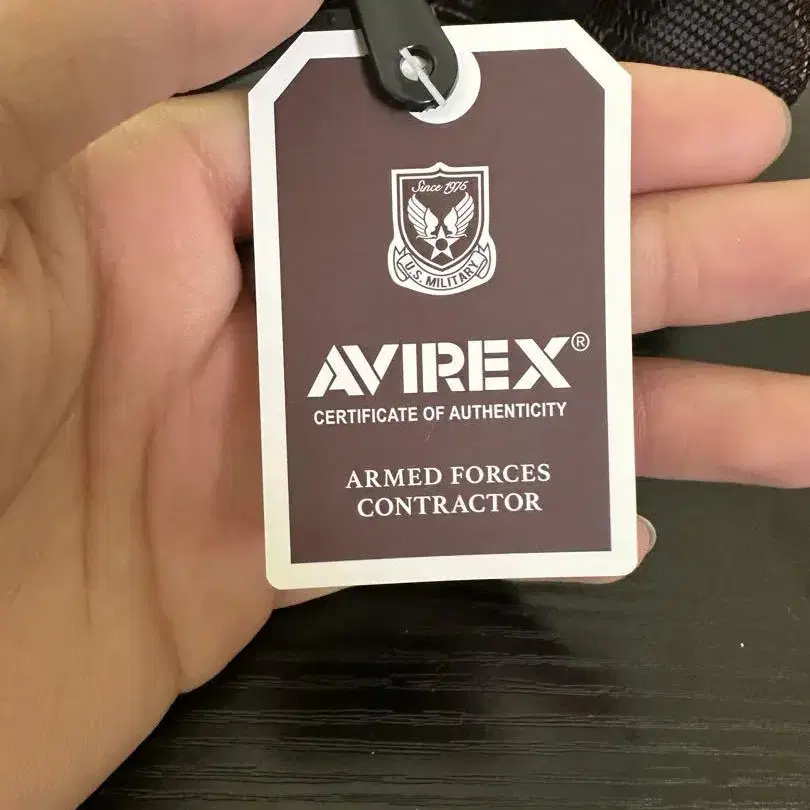 Since 1975
U.S. MILITARY
AVIREX®
CERTIFICATE OF AUTHENTICITY
ARMED FORCES
CONTRACTOR